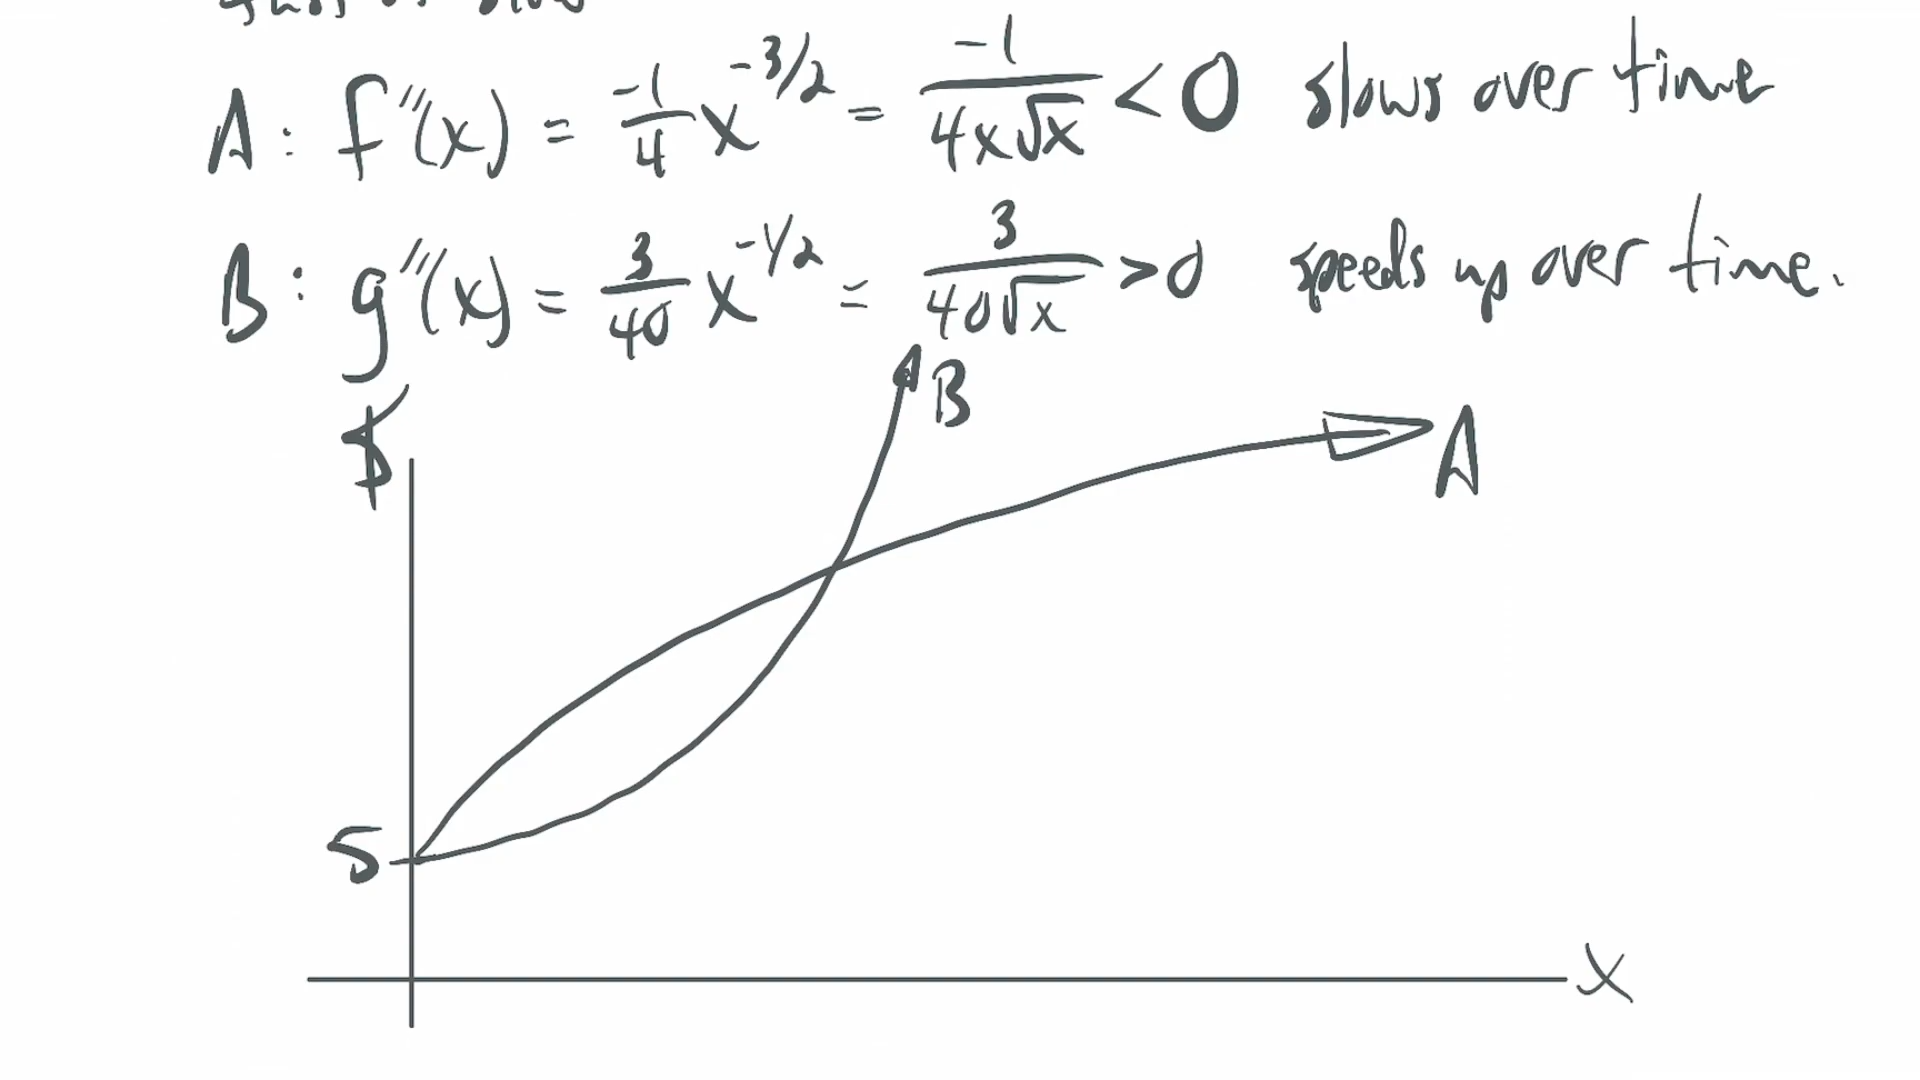 A: f''(x) = -1/4 x^-3/2 = -1/4x√x < 0 slows over time
B: g''(x) = 3/40 x^-1/2 = 3/40√x > 0 speeds up over time.
$
B
A
5
x